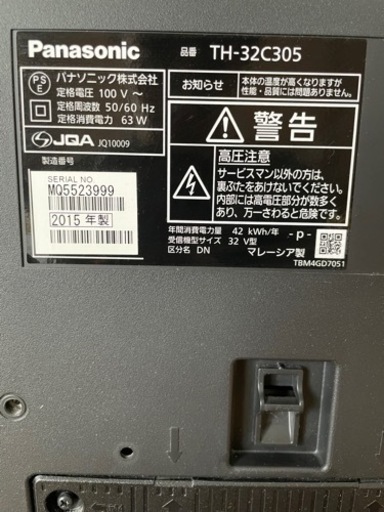 Panasonic
品番 TH-32C305
パナソニック株式会社
定格電圧 100 V ～
定格周波数 50/60 Hz
定格消費電力 63 W
お知らせ
本体の温度が高くなりますが
性能・品質には問題ありません。
PSE
JQA JQ10009
警告
高圧注意
サービスマン以外の方は、
裏ぶたをあけないでください。
内部には高電圧部分が数多く
あり、万一さわると危険です。
製造番号
SERIAL NO.
MQ5523999
2015 年製
年間消費電力量 42 kWh/年
受信機型サイズ 32 V型
区分名 DN
-p-
マレーシア製
TBM4GD7051